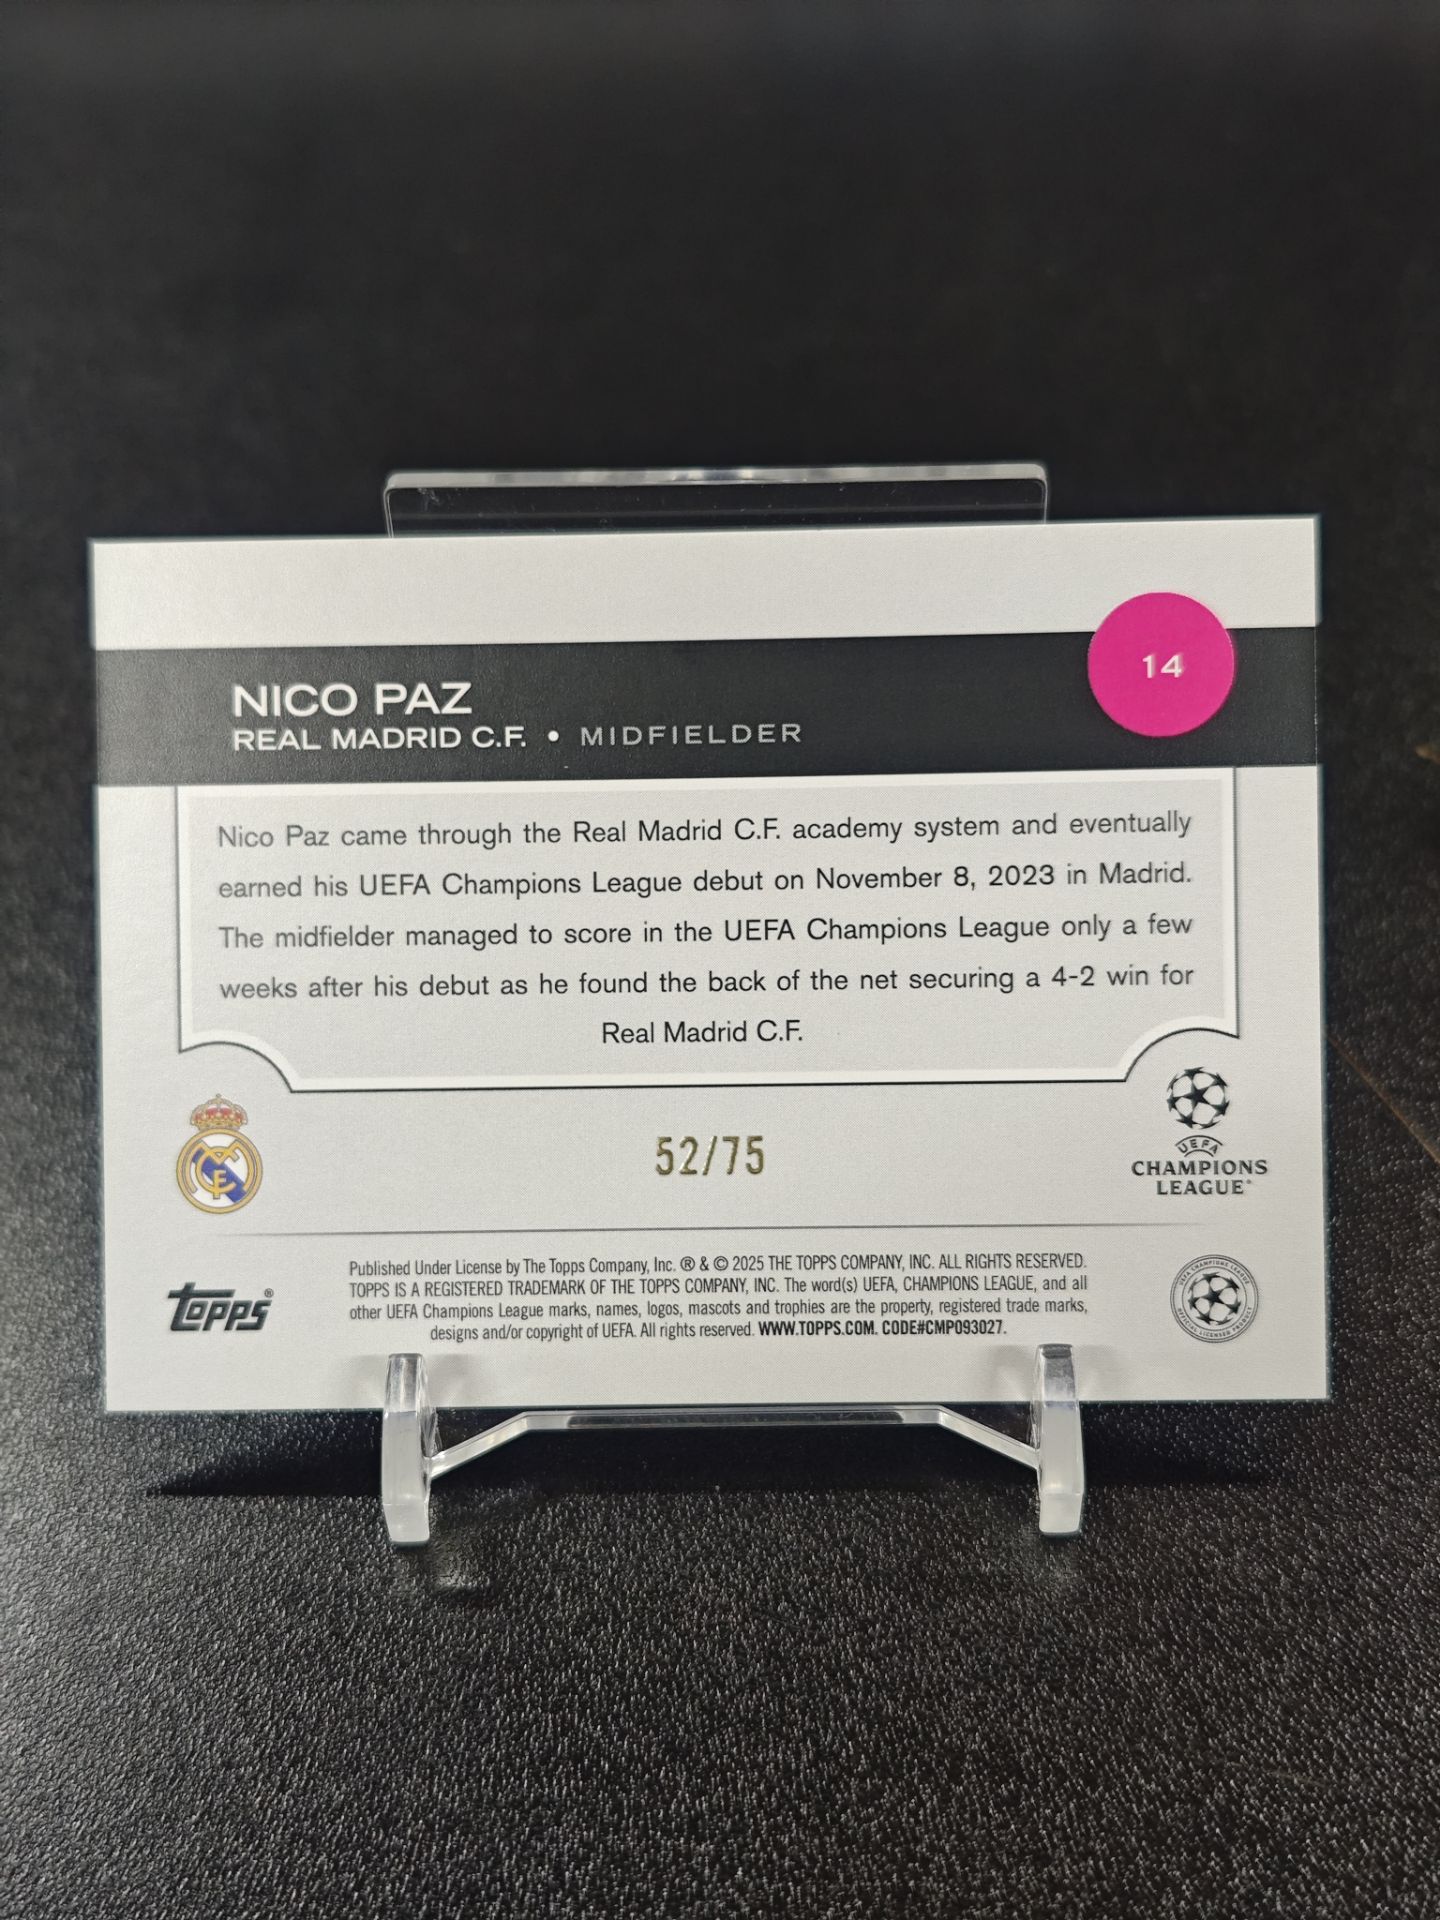 14
NICO PAZ
REAL MADRID C.F. • MIDFIELDER
Nico Paz came through the Real Madrid C.F. academy system and eventually
earned his UEFA Champions League debut on November 8, 2023 in Madrid.
The midfielder managed to score in the UEFA Champions League only a few
weeks after his debut as he found the back of the net securing a 4-2 win for
Real Madrid C.F.
52/75
UEFA
CHAMPIONS
LEAGUE®
topps®
Published Under License by The Topps Company, Inc. ® & © 2025 THE TOPPS COMPANY, INC. ALL RIGHTS RESERVED.
TOPPS IS A REGISTERED TRADEMARK OF THE TOPPS COMPANY, INC. The word(s) UEFA, CHAMPIONS LEAGUE, and all
other UEFA Champions League marks, names, logos, mascots and trophies are the property, registered trade marks,
designs and/or copyright of UEFA. All rights reserved. WWW.TOPPS.COM. CODE#CMP093027.
UEFA CHAMPIONS LEAGUE
OFFICIAL LICENSED PRODUCT